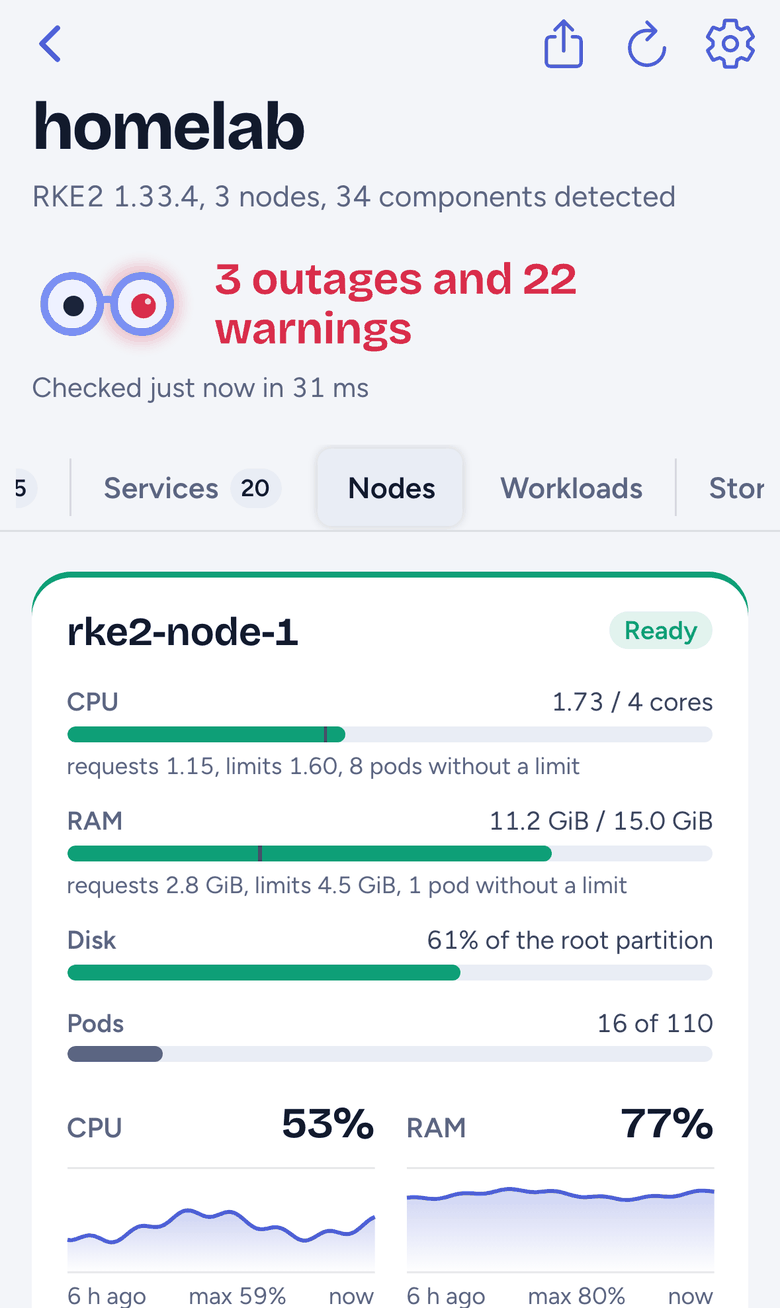 homelab
RKE2 1.33.4, 3 nodes, 34 components detected
3 outages and 22
warnings
Checked just now in 31 ms
5 Services 20 Nodes Workloads Stor
rke2-node-1 Ready
CPU 1.73 / 4 cores
requests 1.15, limits 1.60, 8 pods without a limit
RAM 11.2 GiB / 15.0 GiB
requests 2.8 GiB, limits 4.5 GiB, 1 pod without a limit
Disk 61% of the root partition
Pods 16 of 110
CPU 53% RAM 77%
6 h ago max 59% now 6 h ago max 80% now